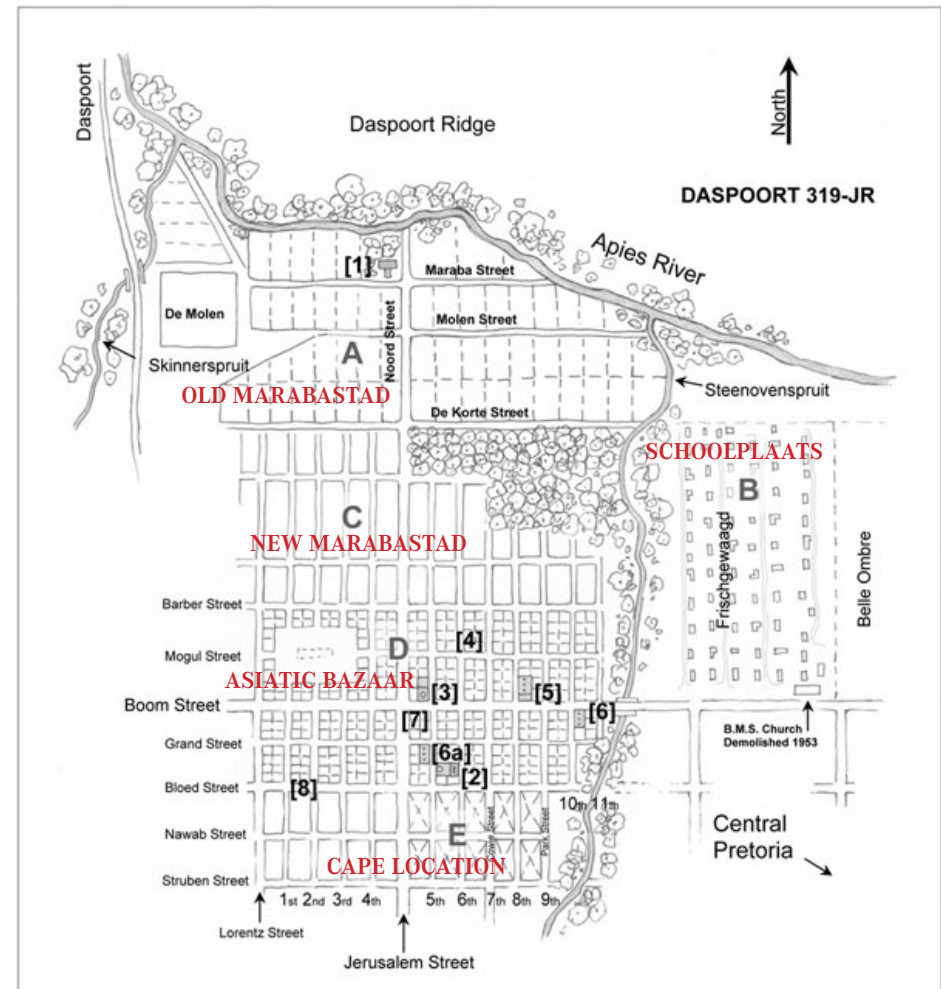 Daspoort
Daspoort Ridge
North
DASPOORT 319-JR
Apies River
[1]
Maraba Street
De Molen
Molen Street
Noord Street
Skinnerspruit
A
OLD MARABASTAD
Steenovenspruit
De Korte Street
SCHOOLPLAATS
B
C
NEW MARABASTAD
Frischgewaagd
Belle Ombre
Barber Street
[4]
Mogul Street
D
ASIATIC BAZAAR
[3]
[5]
Boom Street
[7]
[6]
B.M.S. Church
Demolished 1953
Grand Street
[6a]
[2]
Bloed Street
[8]
10th 11th
Nawab Street
E
Park Street
Central
Pretoria
CAPE LOCATION
Struben Street
1st 2nd 3rd 4th 5th 6th 7th 8th 9th
Lorentz Street
Jerusalem Street